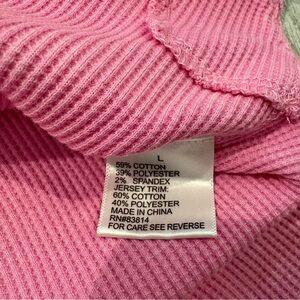 L
59% COTTON
39% POLYESTER
2% SPANDEX
JERSEY TRIM:
60% COTTON
40% POLYESTER
MADE IN CHINA
RN#83814
FOR CARE SEE REVERSE